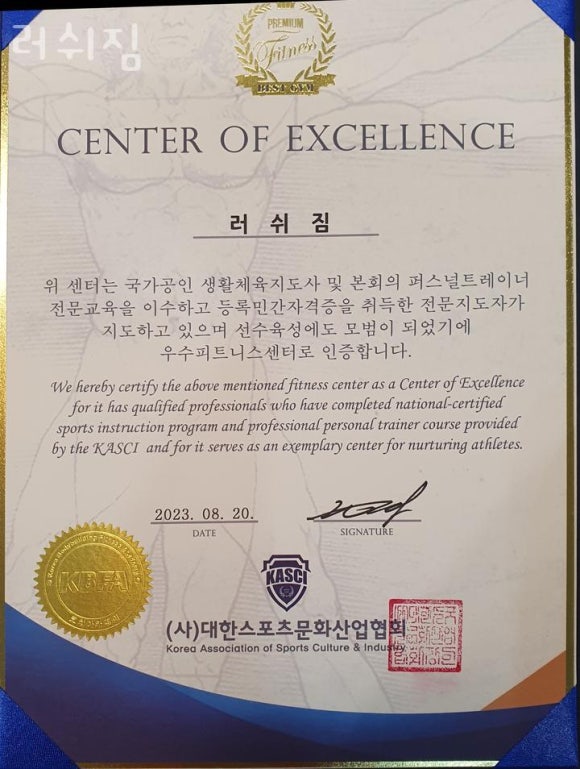 러쉬짐
PREMIUM
Fitness
BEST GYM
CENTER OF EXCELLENCE
러 쉬 짐
위 센터는 국가공인 생활체육지도사 및 본회의 퍼스널트레이너
전문교육을 이수하고 등록민간자격증을 취득한 전문지도자가
지도하고 있으며 선수육성에도 모범이 되었기에
우수피트니스센터로 인증합니다.
We hereby certify the above mentioned fitness center as a Center of Excellence
for it has qualified professionals who have completed national-certified
sports instruction program and professional personal trainer course provided
by the KASCI and for it serves as an exemplary center for nurturing athletes.
2023. 08. 20.
DATE
SIGNATURE
KBFA
KASCI
(사)대한스포츠문화산업협회
Korea Association of Sports Culture & Industry